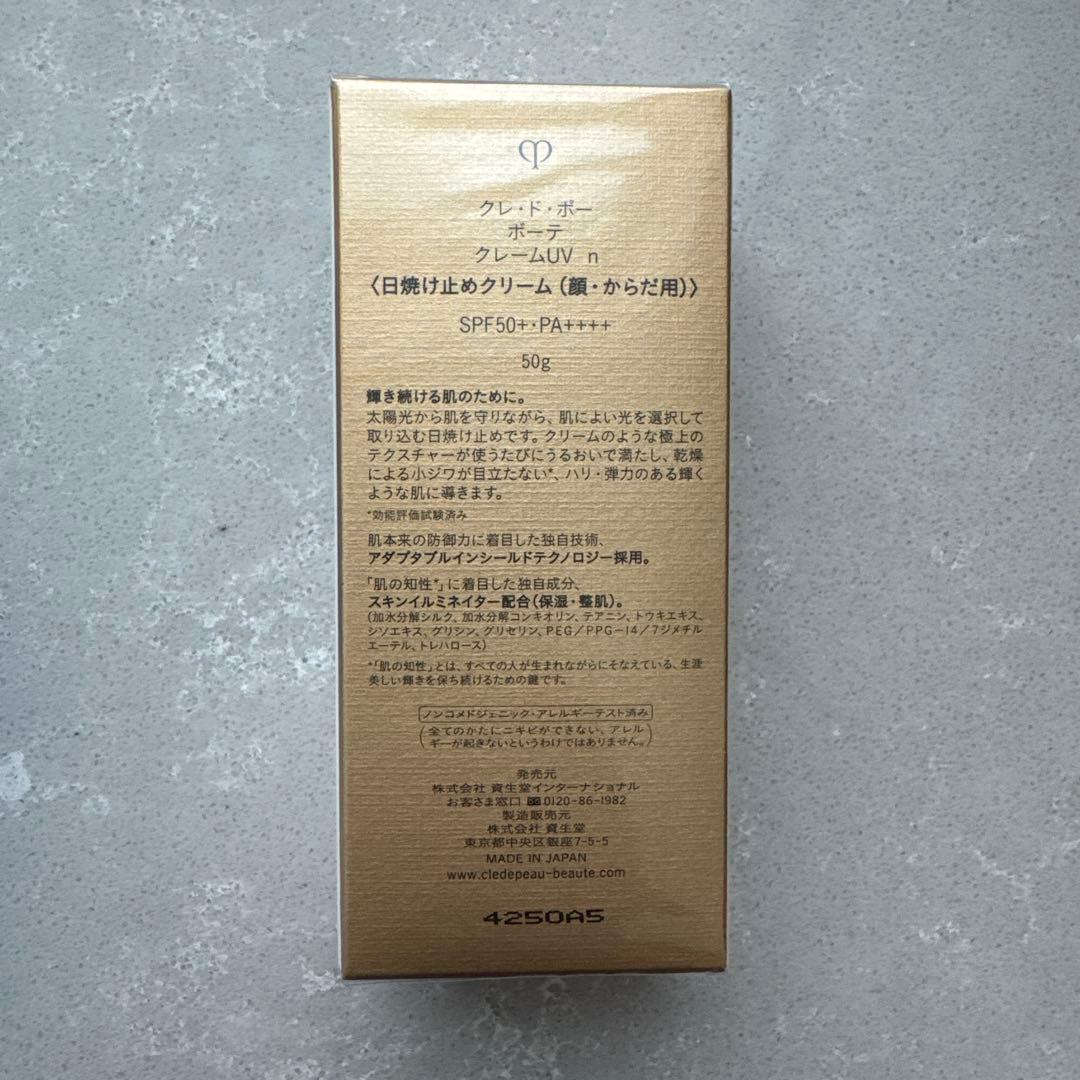 クレ・ド・ポー
ボーテ
クレームUV n
〈日焼け止めクリーム（顔・からだ用）〉
SPF50+・PA++++
50g
輝き続ける肌のために。
太陽光から肌を守りながら、肌によい光を選択して
取り込む日焼け止めです。クリームのような極上の
テクスチャーが使うたびにうるおいで満たし、乾燥
による小ジワが目立たない*、ハリ・弾力のある輝く
ような肌に導きます。
*効能評価試験済み
肌本来の防御力に着目した独自技術、
アダプタブルインシールドテクノロジー採用。
「肌の知性*」に着目した独自成分、
スキンイルミネイター配合（保湿・整肌）。
（加水分解シルク、加水分解コンキオリン、テアニン、トウキエキス、
シソエキス、グリシン、グリセリン、PEG／PPG-14／7ジメチル
エーテル、トレハロース）
*「肌の知性」とは、すべての人が生まれながらにそなえている、生涯
美しい輝きを保ち続けるための鍵です。
ノンコメドジェニック・アレルギーテスト済み
（全てのかたにニキビができない、アレル
ギーが起きないというわけではありません。）
発売元
株式会社 資生堂インターナショナル
お客さま窓口 0120-86-1982
製造販売元
株式会社 資生堂
東京都中央区銀座7-5-5
MADE IN JAPAN
www.cledepeau-beaute.com
4250A5